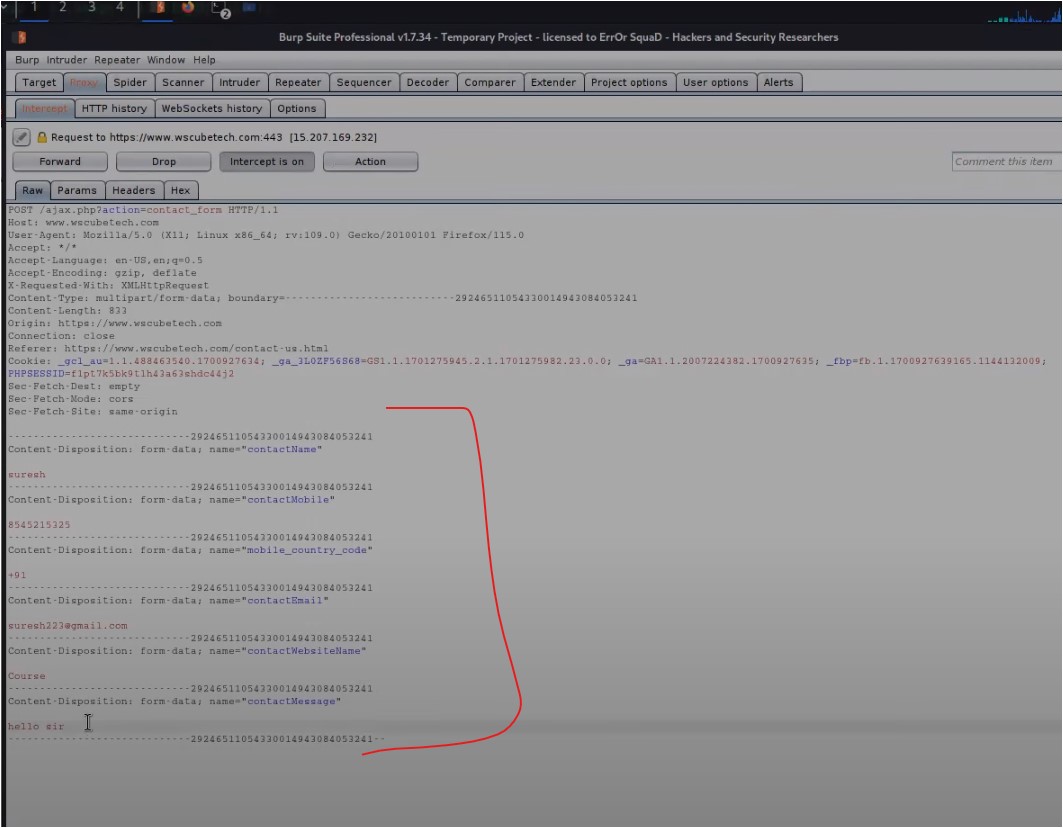 1 2 3 4 2
Burp Suite Professional v1.7.34 - Temporary Project - licensed to ErrOr SquaD - Hackers and Security Researchers
Burp Intruder Repeater Window Help
Target Proxy Spider Scanner Intruder Repeater Sequencer Decoder Comparer Extender Project options User options Alerts
Intercept HTTP history WebSockets history Options
Request to https://www.wscubetech.com:443 [15.207.169.232]
Forward Drop Intercept is on Action Comment this item
Raw Params Headers Hex
POST /ajax.php?action=contact_form HTTP/1.1
Host: www.wscubetech.com
User-Agent: Mozilla/5.0 (X11; Linux x86_64; rv:109.0) Gecko/20100101 Firefox/115.0
Accept: */*
Accept-Language: en-US,en;q=0.5
Accept-Encoding: gzip, deflate
X-Requested-With: XMLHttpRequest
Content-Type: multipart/form-data; boundary=---------------------------29246511054330014943084053241
Content-Length: 833
Origin: https://www.wscubetech.com
Connection: close
Referer: https://www.wscubetech.com/contact-us.html
Cookie: _gcl_au=1.1.488463540.1700927634; _ga_3L0ZF56S68=GS1.1.1701275945.2.1.1701275982.23.0.0; _ga=GA1.1.2007224382.1700927635; _fbp=fb.1.1700927639165.1144132009;
PHPSESSID=flpt7k5bk9tlh43a63shdc44j2
Sec-Fetch-Dest: empty
Sec-Fetch-Mode: cors
Sec-Fetch-Site: same-origin
-----------------------------29246511054330014943084053241
Content-Disposition: form-data; name="contactName"
suresh
-----------------------------29246511054330014943084053241
Content-Disposition: form-data; name="contactMobile"
8545215325
-----------------------------29246511054330014943084053241
Content-Disposition: form-data; name="mobile_country_code"
+91
-----------------------------29246511054330014943084053241
Content-Disposition: form-data; name="contactEmail"
suresh223@gmail.com
-----------------------------29246511054330014943084053241
Content-Disposition: form-data; name="contactWebsiteName"
Course
-----------------------------29246511054330014943084053241
Content-Disposition: form-data; name="contactMessage"
hello sir
-----------------------------29246511054330014943084053241--